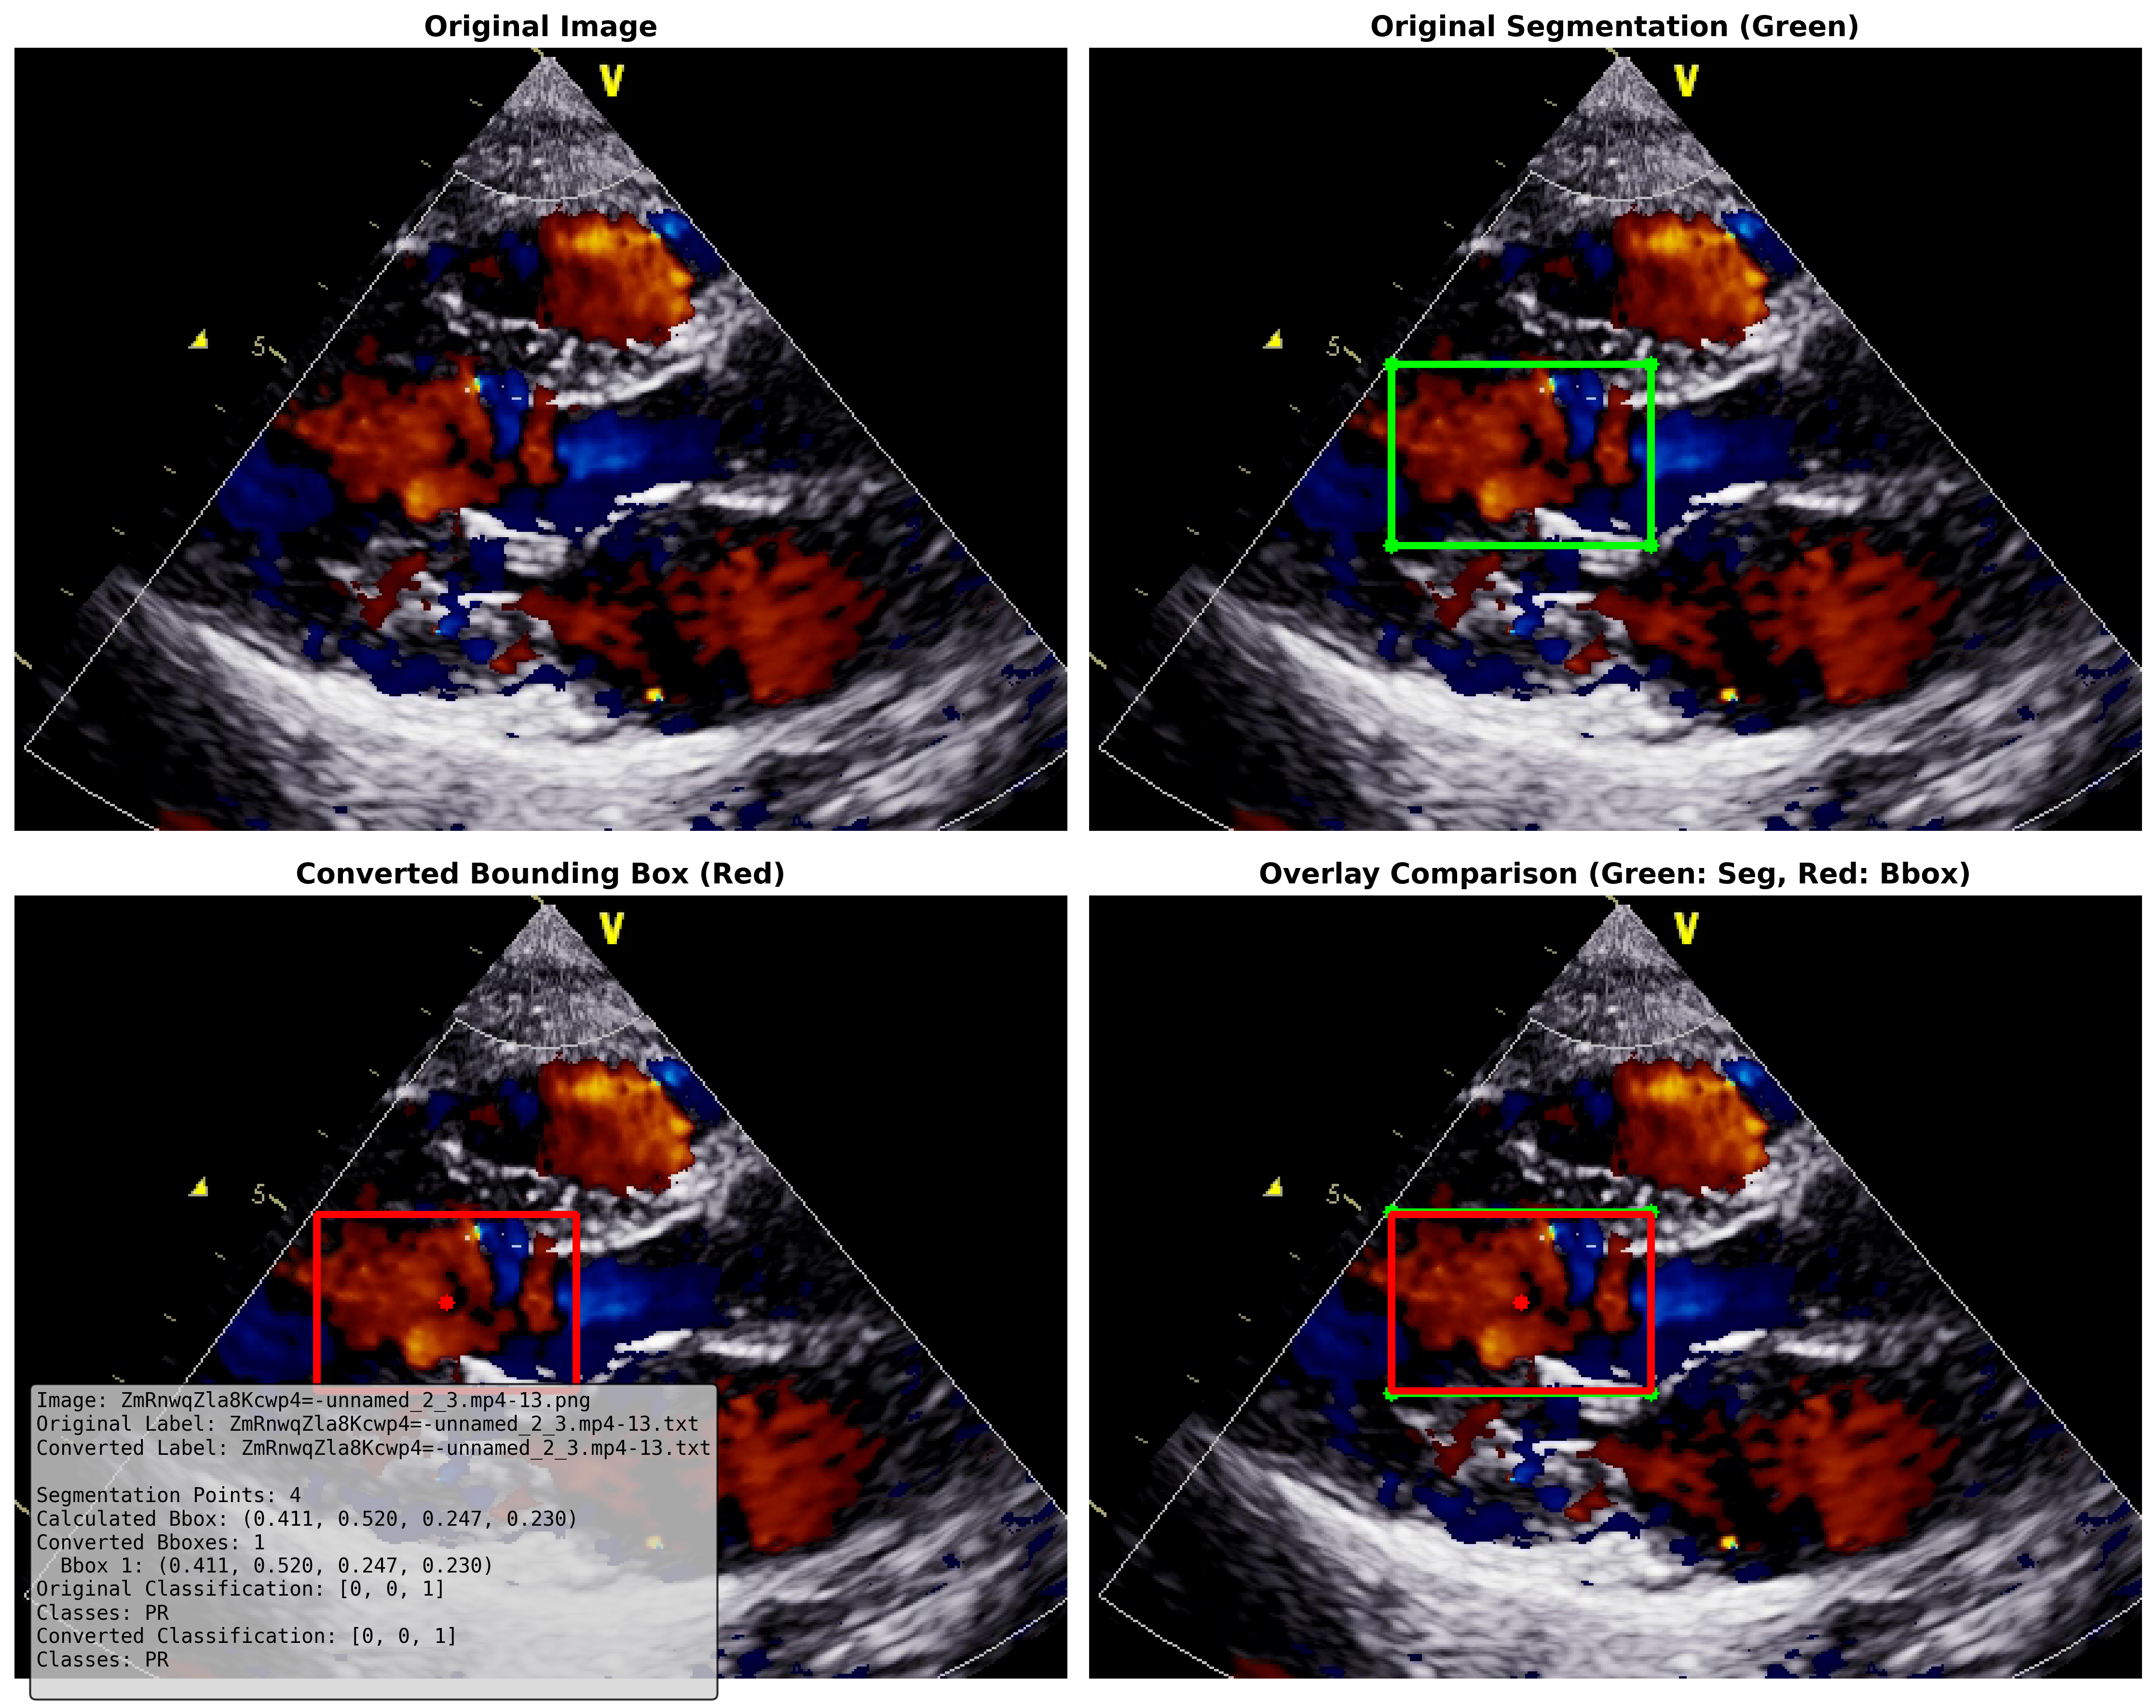 Original Image
Original Segmentation (Green)
V
V
5
5
Converted Bounding Box (Red)
Overlay Comparison (Green: Seg, Red: Bbox)
V
V
5
5
Image: ZmRnwqZla8Kcwp4=-unnamed_2_3.mp4-13.png
Original Label: ZmRnwqZla8Kcwp4=-unnamed_2_3.mp4-13.txt
Converted Label: ZmRnwqZla8Kcwp4=-unnamed_2_3.mp4-13.txt
Segmentation Points: 4
Calculated Bbox: (0.411, 0.520, 0.247, 0.230)
Converted Bboxes: 1
Bbox 1: (0.411, 0.520, 0.247, 0.230)
Original Classification: [0, 0, 1]
Classes: PR
Converted Classification: [0, 0, 1]
Classes: PR